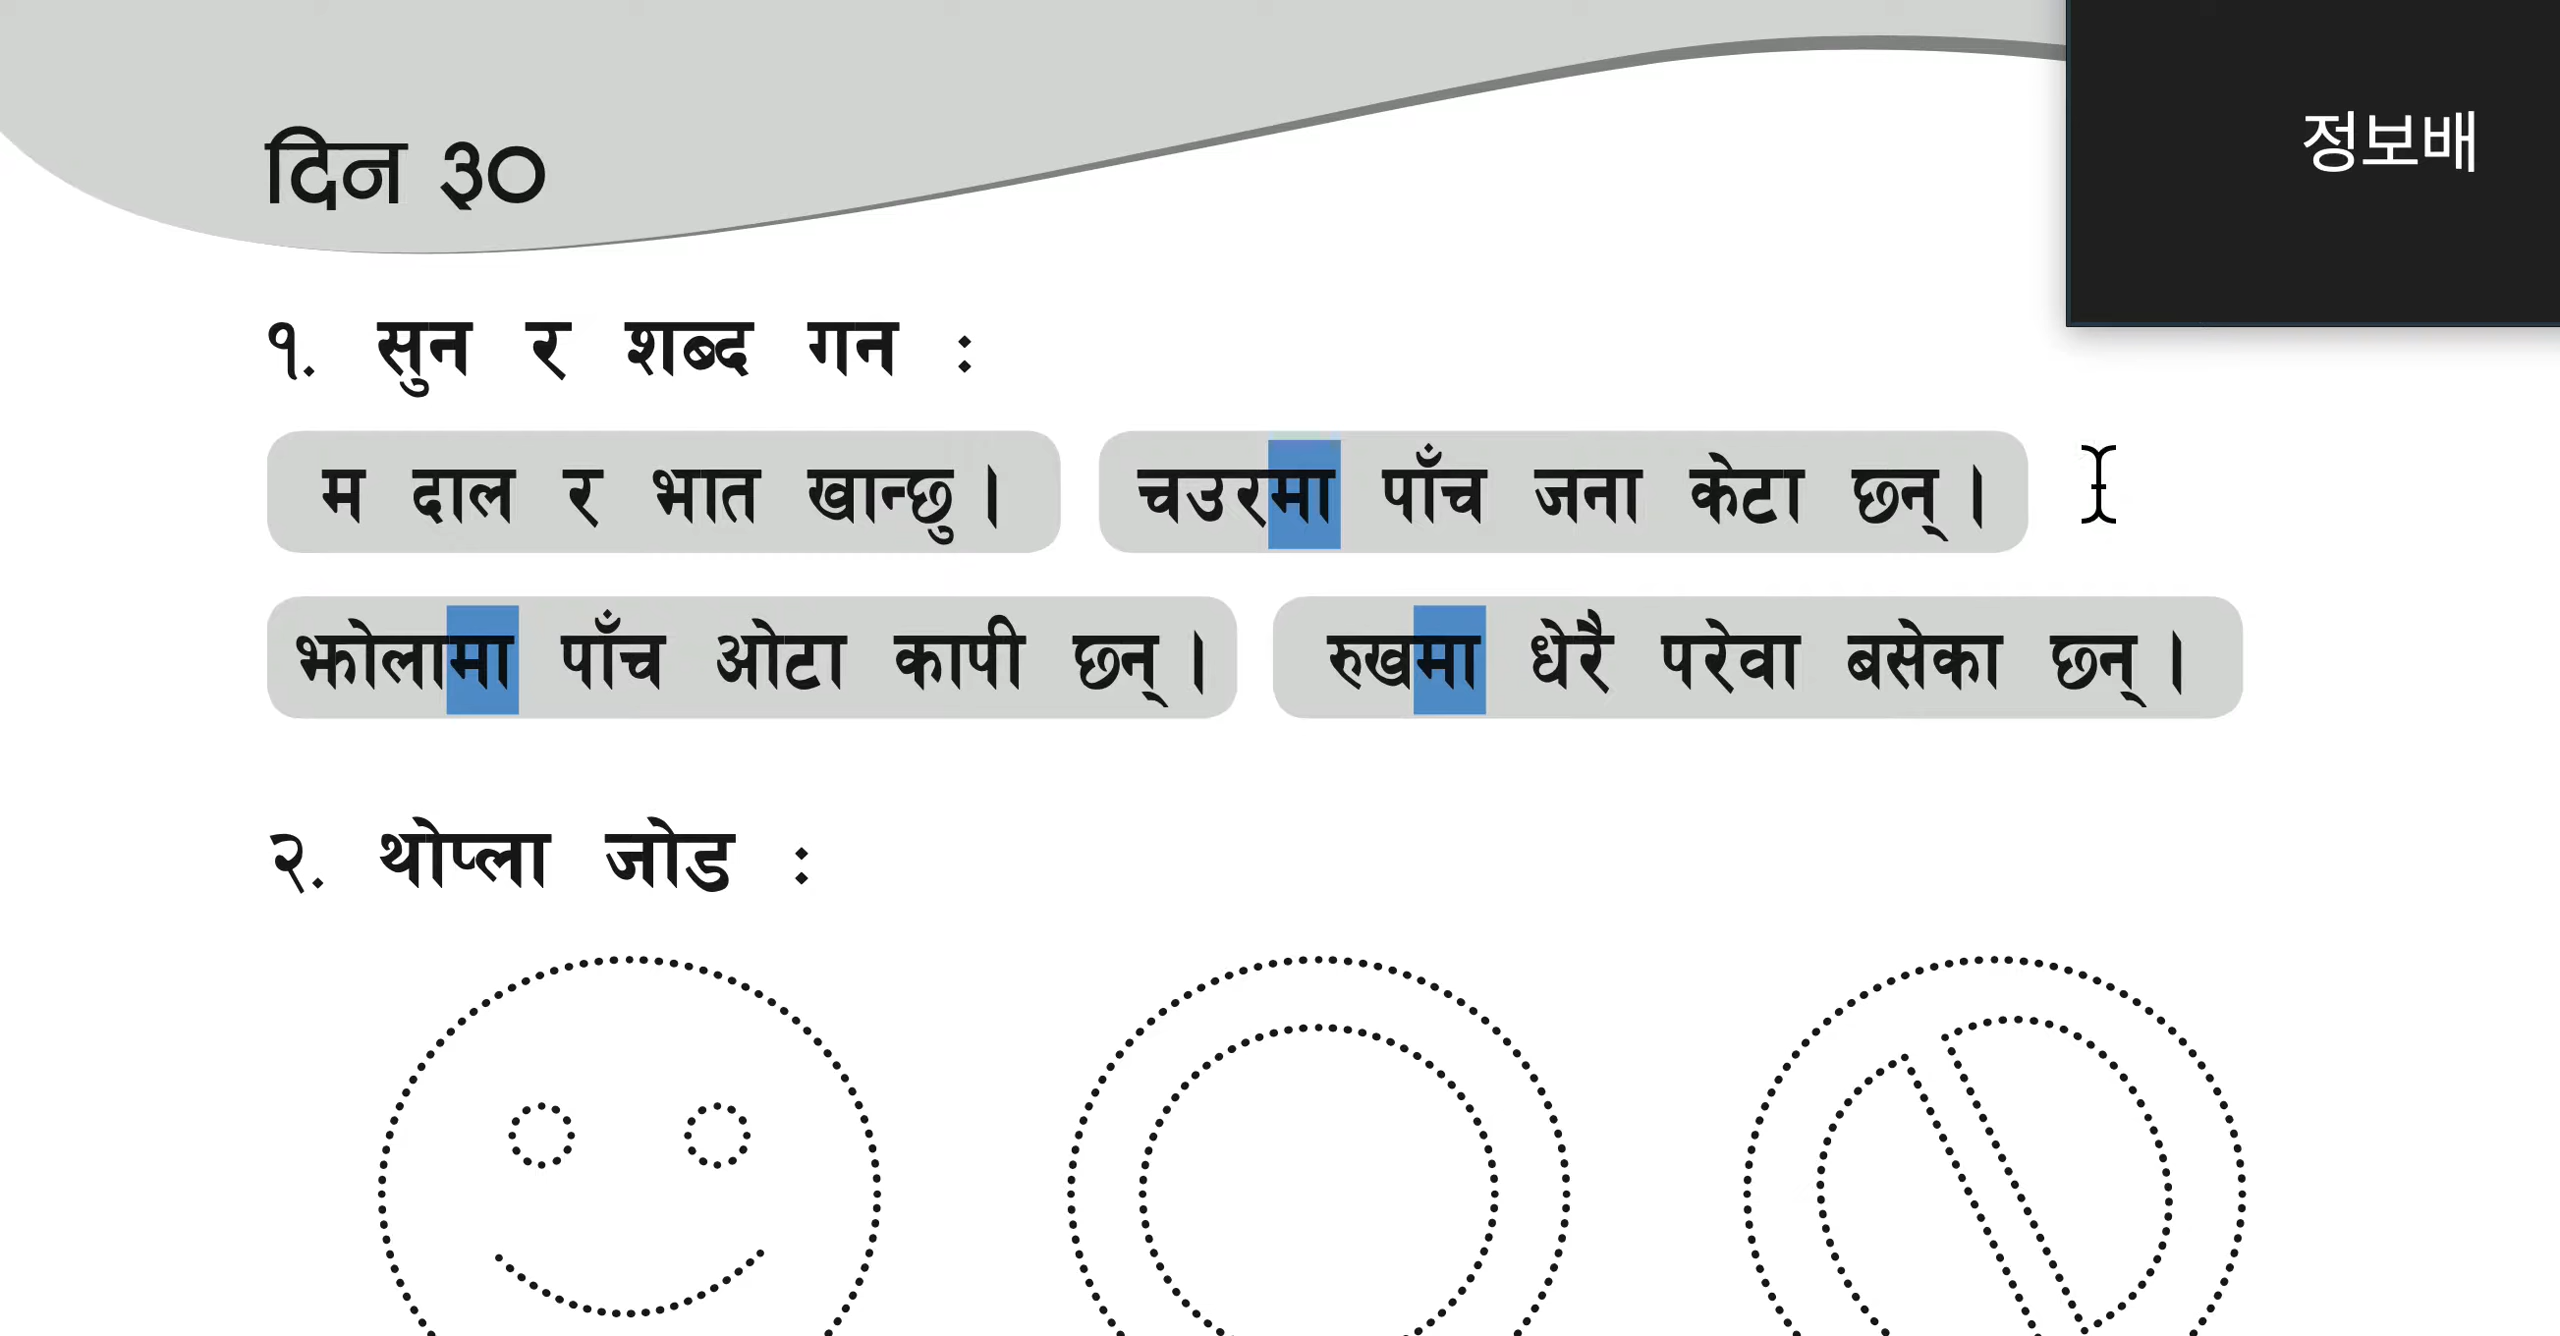 정보배
दिन ३०
१. सुन र शब्द गन :
म दाल र भात खान्छु । चउरमा पाँच जना केटा छन् ।
झोलामा पाँच ओटा कापी छन् । रुखमा धेरै परेवा बसेका छन् ।
२. थोप्ला जोड :